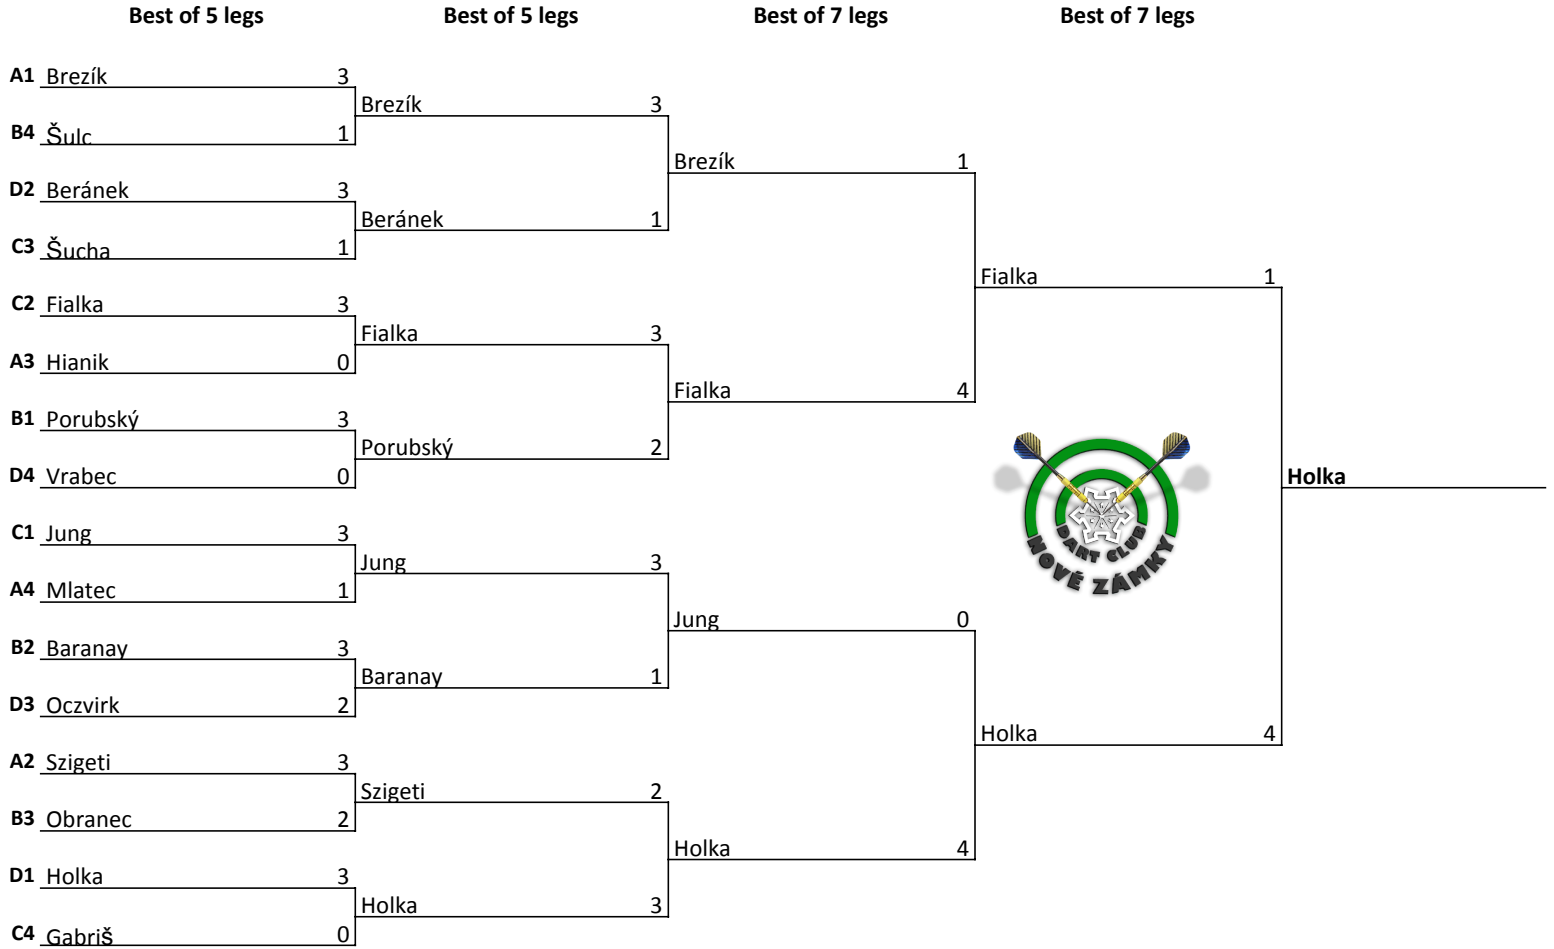 Best of 5 legs Best of 5 legs Best of 7 legs Best of 7 legs
A1 Brezík 3
Brezík 3
B4 Šulc 1
Brezík 1
D2 Beránek 3
Beránek 1
C3 Šucha 1
Fialka 1
C2 Fialka 3
Fialka 3
A3 Hianik 0
Fialka 4
B1 Porubský 3
Porubský 2
D4 Vrabec 0
Holka
C1 Jung 3
DART CLUB
NOVÉ ZÁMKY
Jung 3
A4 Mlatec 1
Jung 0
B2 Baranay 3
Baranay 1
D3 Oczvirk 2
Holka 4
A2 Szigeti 3
Szigeti 2
B3 Obranec 2
Holka 4
D1 Holka 3
Holka 3
C4 Gabriš 0